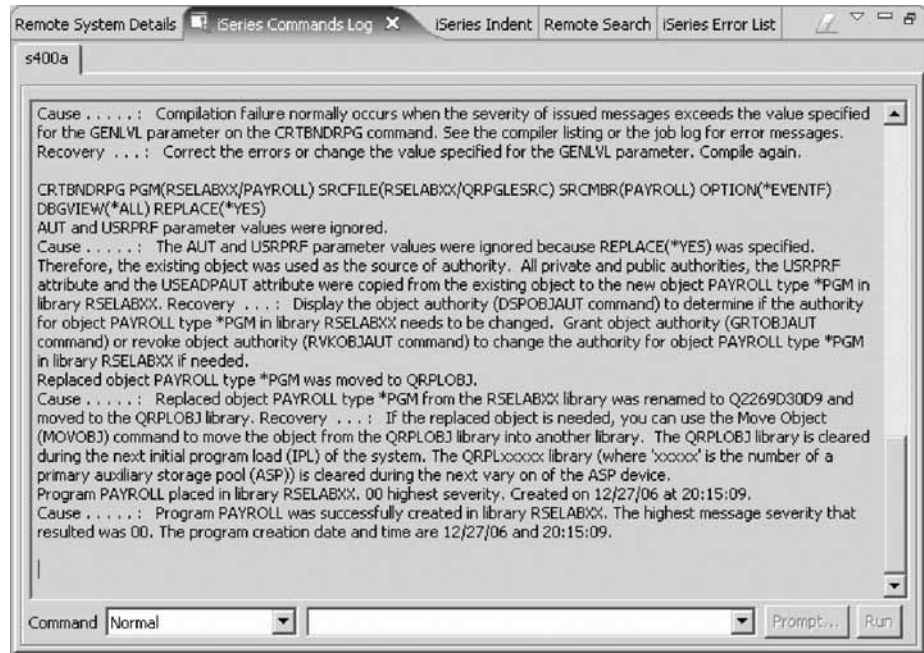 Remote System Details iSeries Commands Log iSeries Indent Remote Search iSeries Error List
s400a
Cause . . . . . : Compilation failure normally occurs when the severity of issued messages exceeds the value specified
for the GENLVL parameter on the CRTBNDRPG command. See the compiler listing or the job log for error messages.
Recovery . . . : Correct the errors or change the value specified for the GENLVL parameter. Compile again.
CRTBNDRPG PGM(RSELABXX/PAYROLL) SRCFILE(RSELABXX/QRPGLESRC) SRCMBR(PAYROLL) OPTION(*EVENTF)
DBGVIEW(*ALL) REPLACE(*YES)
AUT and USRPRF parameter values were ignored.
Cause . . . . . : The AUT and USRPRF parameter values were ignored because REPLACE(*YES) was specified.
Therefore, the existing object was used as the source of authority. All private and public authorities, the USRPRF
attribute and the USEADPAUT attribute were copied from the existing object to the new object PAYROLL type *PGM in
library RSELABXX. Recovery . . . : Display the object authority (DSPOBJAUT command) to determine if the authority
for object PAYROLL type *PGM in library RSELABXX needs to be changed. Grant object authority (GRTOBJAUT
command) or revoke object authority (RVKOBJAUT command) to change the authority for object PAYROLL type *PGM
in library RSELABXX if needed.
Replaced object PAYROLL type *PGM was moved to QRPLOBJ.
Cause . . . . . : Replaced object PAYROLL type *PGM from the RSELABXX library was renamed to Q2269D30D9 and
moved to the QRPLOBJ library. Recovery . . . : If the replaced object is needed, you can use the Move Object
(MOVOBJ) command to move the object from the QRPLOBJ library into another library. The QRPLOBJ library is cleared
during the next initial program load (IPL) of the system. The QRPLxxxxx library (where 'xxxxx' is the number of a
primary auxiliary storage pool (ASP)) is cleared during the next vary on of the ASP device.
Program PAYROLL placed in library RSELABXX. 00 highest severity. Created on 12/27/06 at 20:15:09.
Cause . . . . . : Program PAYROLL was successfully created in library RSELABXX. The highest message severity that
resulted was 00. The program creation date and time are 12/27/06 and 20:15:09.
Command Normal Prompt... Run